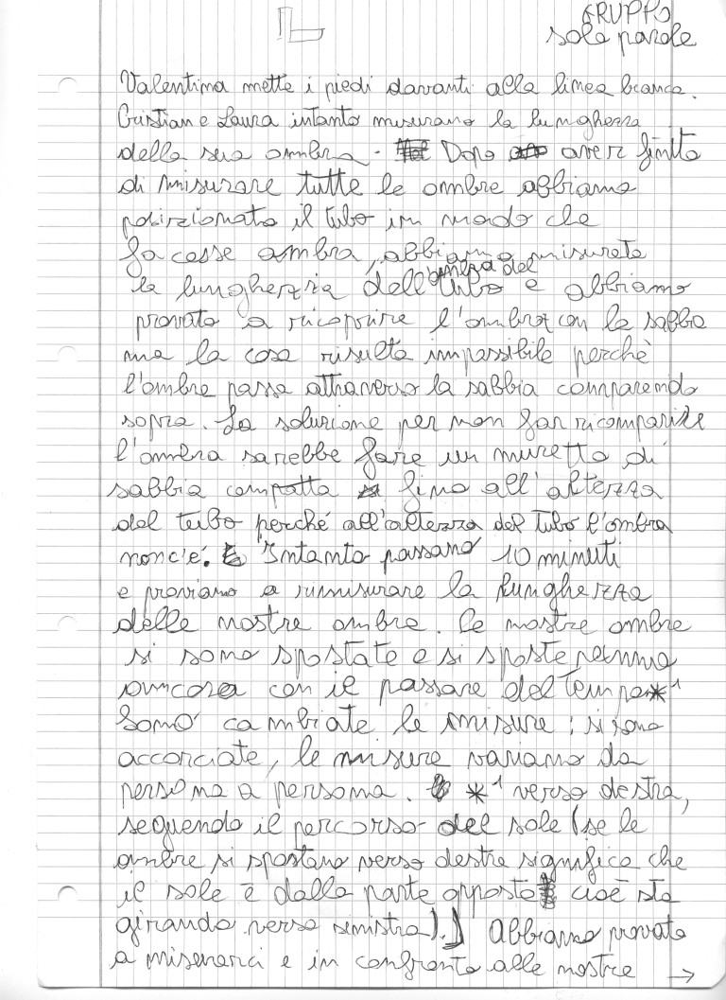 IL GRUPPO
solo parole
Valentina mette i piedi davanti alla linea bianca.
Cristian e Laura intanto misurano la lunghezza
della sua ombra. Dopo aver finito
di misurare tutte le ombre abbiamo
posizionato il tubo in modo che
facesse ombra, abbiamo misurato
la lunghezza dell'ombra del tubo e abbiamo
provato a ricoprire l'ombra con la sabbia
ma la cosa risulta impossibile perchè
l'ombra passa attraverso la sabbia comparendo
sopra. La soluzione per non far ricomparire
l'ombra sarebbe fare un muretto di
sabbia compatta fino all'altezza
del tubo perché all'altezza del tubo l'ombra
non c'è. Intanto passano 10 minuti
e proviamo a rimisurare la lunghezza
delle nostre ombre. Le nostre ombre
si sono spostate e si sposteranno
ancora con il passare del tempo *1
Sono cambiate le misure: si sono
accorciate, le misure variano da
persona a persona. *1 verso destra,
seguendo il percorso del sole (se le
ombre si spostano verso destra significa che
il sole è dalla parte opposta cioè sta
girando verso sinistra). Abbiamo provato
a misurarci e in confronto alle nostre →